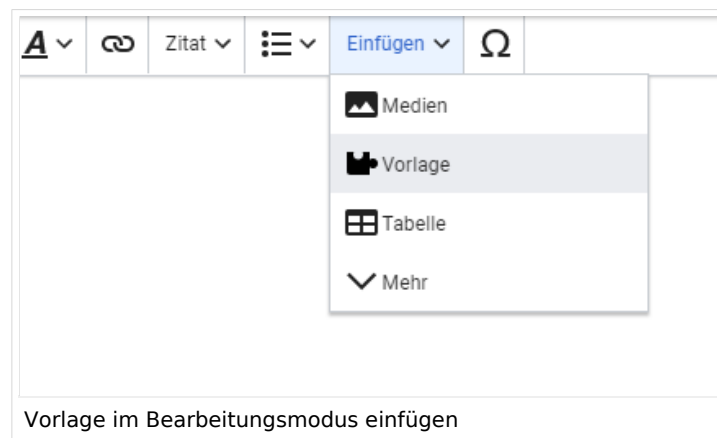 A
Zitat
Einfügen
Ω
Medien
Vorlage
Tabelle
Mehr
Vorlage im Bearbeitungsmodus einfügen